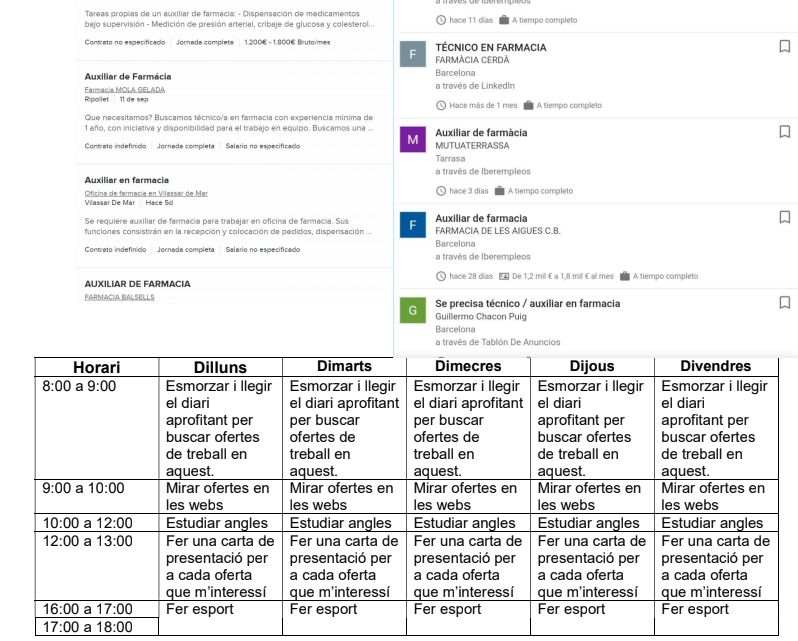 Tareas propias de un auxiliar de farmacia: - Dispensación de medicamentos
bajo supervisión - Medición de presión arterial, cribaje de glucosa y colesterol...
Contrato no especificado | Jornada completa | 1.200€ - 1.800€ Bruto/mes
Auxiliar de Farmácia
Farmacia MOLA GELADA
Ripollet | 11 de sep
Que necesitamos? Buscamos técnico/a en farmacia con experiencia mínima de
1 año, con iniciativa y disponibilidad para el trabajo en equipo. Buscamos una ...
Contrato indefinido | Jornada completa | Salario no especificado
Auxiliar en farmacia
Oficina de farmacia en Vilassar de Mar
Vilassar De Mar | Hace 5d
Se requiere auxiliar de farmacia para trabajar en oficina de farmacia. Sus
funciones consistirán en la recepción y colocación de pedidos, dispensación ...
Contrato indefinido | Jornada completa | Salario no especificado
AUXILIAR DE FARMACIA
FARMACIA BALSELLS
hace 11 días A tiempo completo
F
TÉCNICO EN FARMACIA
FARMÀCIA CERDÀ
Barcelona
a través de LinkedIn
Hace más de 1 mes A tiempo completo
M
Auxiliar de farmàcia
MUTUATERRASSA
Tarrasa
a través de Iberempleos
hace 3 días A tiempo completo
F
Auxiliar de farmacia
FARMACIA DE LES AIGUES C.B.
Barcelona
a través de Iberempleos
hace 28 días De 1,2 mil € a 1,8 mil € al mes A tiempo completo
G
Se precisa técnico / auxiliar en farmacia
Guillermo Chacon Puig
Barcelona
a través de Tablón De Anuncios
Horari Dilluns Dimarts Dimecres Dijous Divendres
8:00 a 9:00 Esmorzar i llegir Esmorzar i llegir Esmorzar i llegir Esmorzar i llegir Esmorzar i llegir
el diari el diari aprofitant el diari aprofitant el diari el diari
aprofitant per per buscar per buscar aprofitant per aprofitant per
buscar ofertes ofertes de ofertes de buscar ofertes buscar ofertes
de treball en treball en treball en de treball en de treball en
aquest. aquest. aquest. aquest. aquest.
9:00 a 10:00 Mirar ofertes en Mirar ofertes en Mirar ofertes en Mirar ofertes en Mirar ofertes en
les webs les webs les webs les webs les webs
10:00 a 12:00 Estudiar angles Estudiar angles Estudiar angles Estudiar angles Estudiar angles
12:00 a 13:00 Fer una carta de Fer una carta de Fer una carta de Fer una carta de Fer una carta de
presentació per presentació per presentació per presentació per presentació per
a cada oferta a cada oferta a cada oferta a cada oferta a cada oferta
que m'interessí que m'interessí que m'interessí que m'interessí que m'interessí
16:00 a 17:00 Fer esport Fer esport Fer esport Fer esport Fer esport
17:00 a 18:00